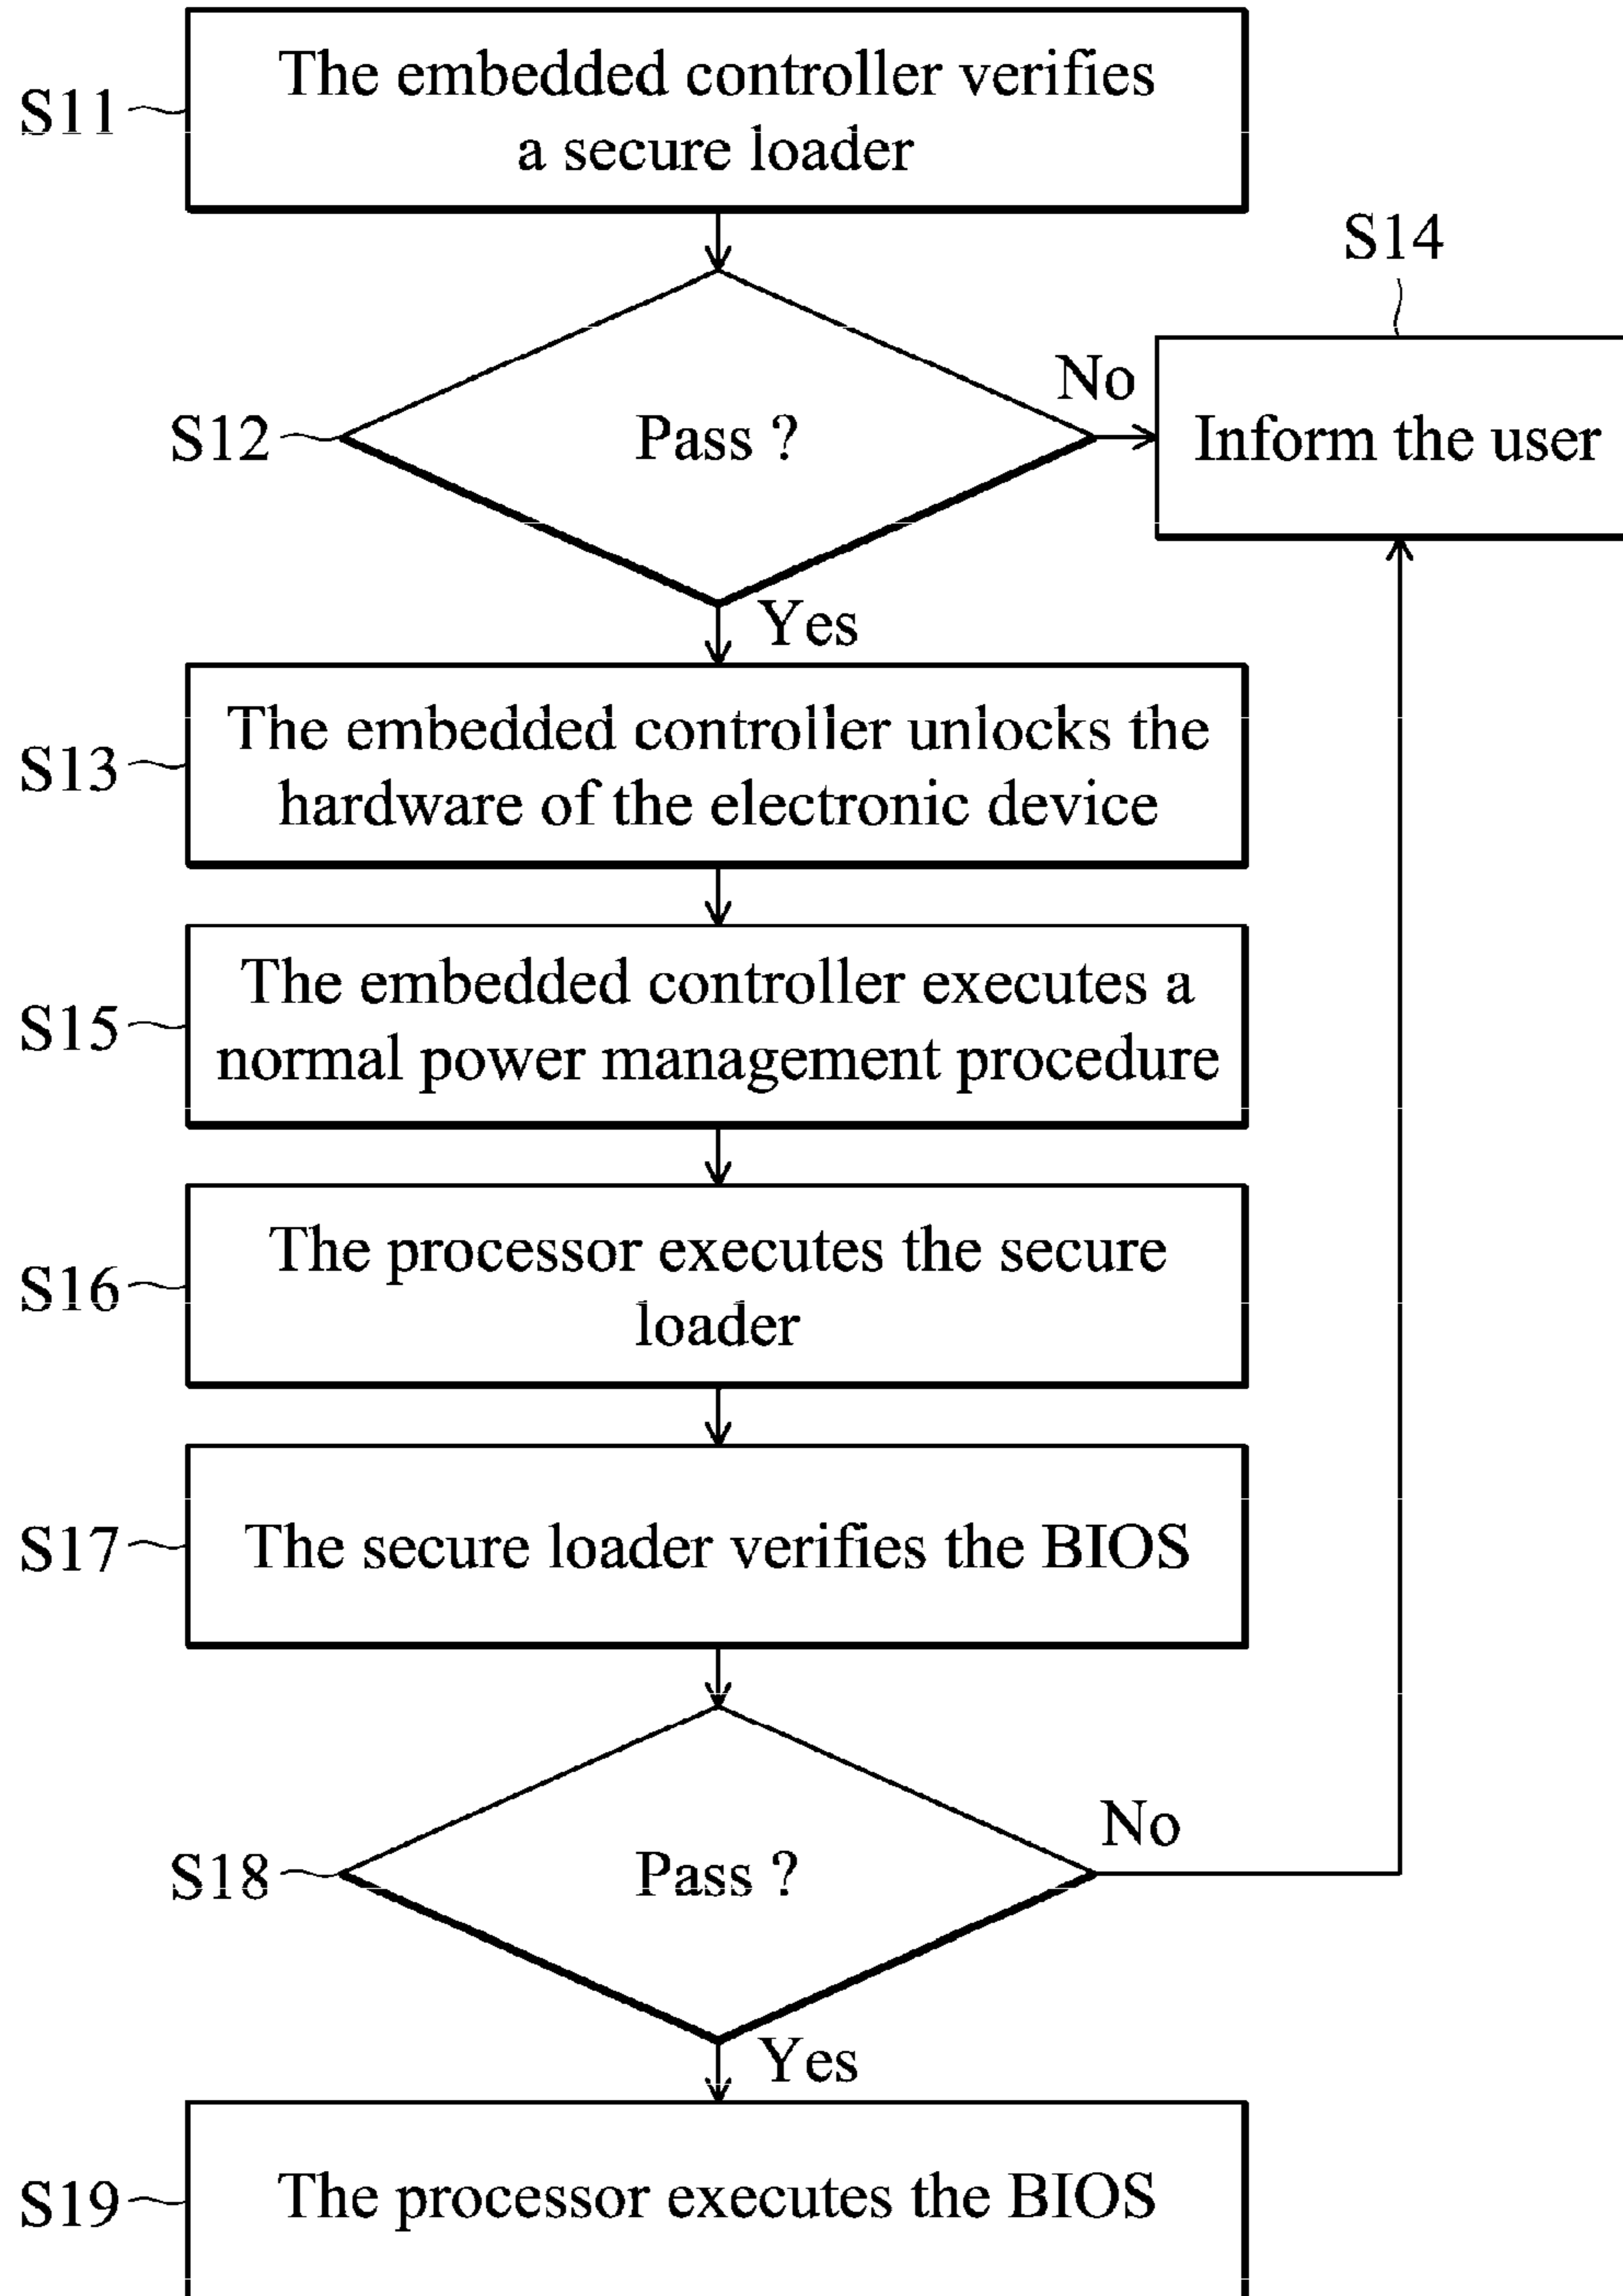 S11
The embedded controller verifies
a secure loader
S14
S12
Pass ?
No
Inform the user
Yes
S13
The embedded controller unlocks the
hardware of the electronic device
S15
The embedded controller executes a
normal power management procedure
S16
The processor executes the secure
loader
S17
The secure loader verifies the BIOS
S18
Pass ?
No
Yes
S19
The processor executes the BIOS